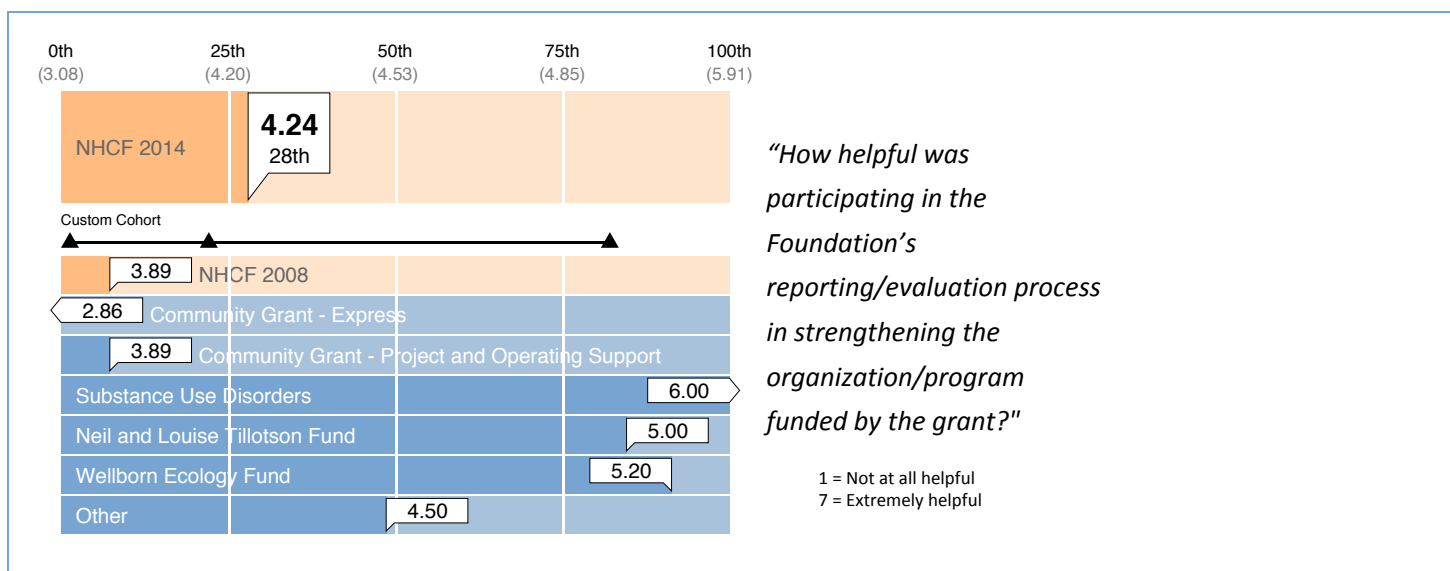 0th 25th 50th 75th 100th
(3.08) (4.20) (4.53) (4.85) (5.91)
NHCF 2014
4.24
28th
Custom Cohort
3.89 NHCF 2008
2.86 Community Grant - Express
3.89 Community Grant - Project and Operating Support
Substance Use Disorders 6.00
Neil and Louise Tillotson Fund 5.00
Wellborn Ecology Fund 5.20
Other 4.50
“How helpful was
participating in the
Foundation’s
reporting/evaluation process
in strengthening the
organization/program
funded by the grant?"
1 = Not at all helpful
7 = Extremely helpful